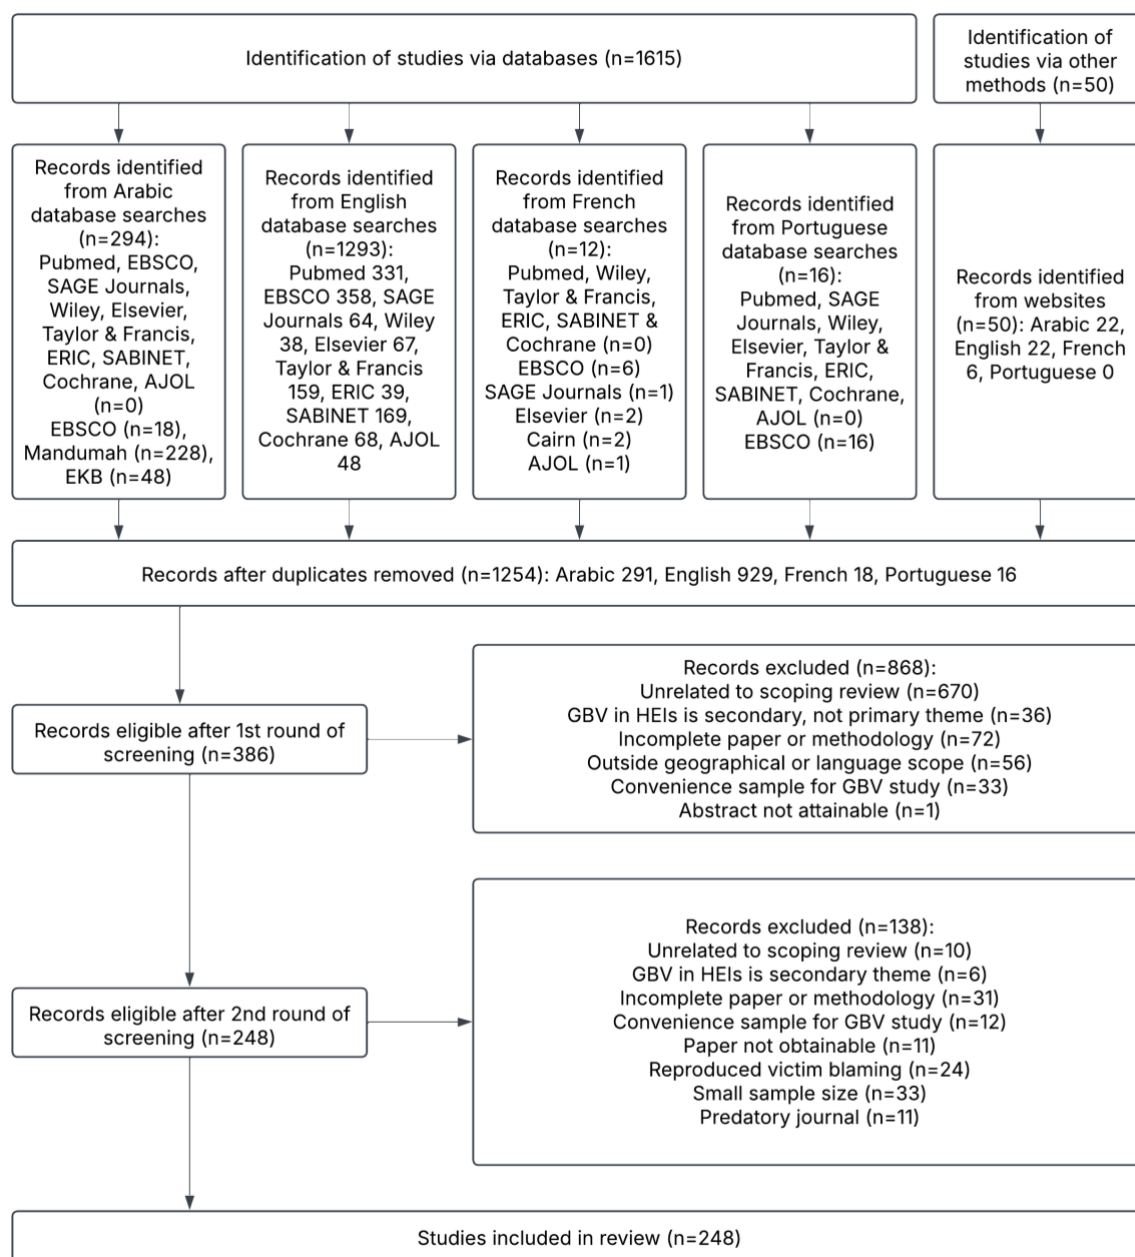 Identification of studies via databases (n=1615)
Identification of
studies via other
methods (n=50)
Records identified
from Arabic
database searches
(n=294):
Pubmed, EBSCO,
SAGE Journals,
Wiley, Elsevier,
Taylor & Francis,
ERIC, SABINET,
Cochrane, AJOL
(n=0)
EBSCO (n=18),
Mandumah (n=228),
EKB (n=48)
Records identified
from English
database searches
(n=1293):
Pubmed 331,
EBSCO 358, SAGE
Journals 64, Wiley
38, Elsevier 67,
Taylor & Francis
159, ERIC 39,
SABINET 169,
Cochrane 68, AJOL
48
Records identified
from French
database searches
(n=12):
Pubmed, Wiley,
Taylor & Francis,
ERIC, SABINET &
Cochrane (n=0)
EBSCO (n=6)
SAGE Journals (n=1)
Elsevier (n=2)
Cairn (n=2)
AJOL (n=1)
Records identified
from Portuguese
database searches
(n=16):
Pubmed, SAGE
Journals, Wiley,
Elsevier, Taylor &
Francis, ERIC,
SABINET, Cochrane,
AJOL (n=0)
EBSCO (n=16)
Records identified
from websites
(n=50): Arabic 22,
English 22, French
6, Portuguese 0
Records after duplicates removed (n=1254): Arabic 291, English 929, French 18, Portuguese 16
Records eligible after 1st round of
screening (n=386)
Records excluded (n=868):
Unrelated to scoping review (n=670)
GBV in HEIs is secondary, not primary theme (n=36)
Incomplete paper or methodology (n=72)
Outside geographical or language scope (n=56)
Convenience sample for GBV study (n=33)
Abstract not attainable (n=1)
Records eligible after 2nd round of
screening (n=248)
Records excluded (n=138):
Unrelated to scoping review (n=10)
GBV in HEIs is secondary theme (n=6)
Incomplete paper or methodology (n=31)
Convenience sample for GBV study (n=12)
Paper not obtainable (n=11)
Reproduced victim blaming (n=24)
Small sample size (n=33)
Predatory journal (n=11)
Studies included in review (n=248)